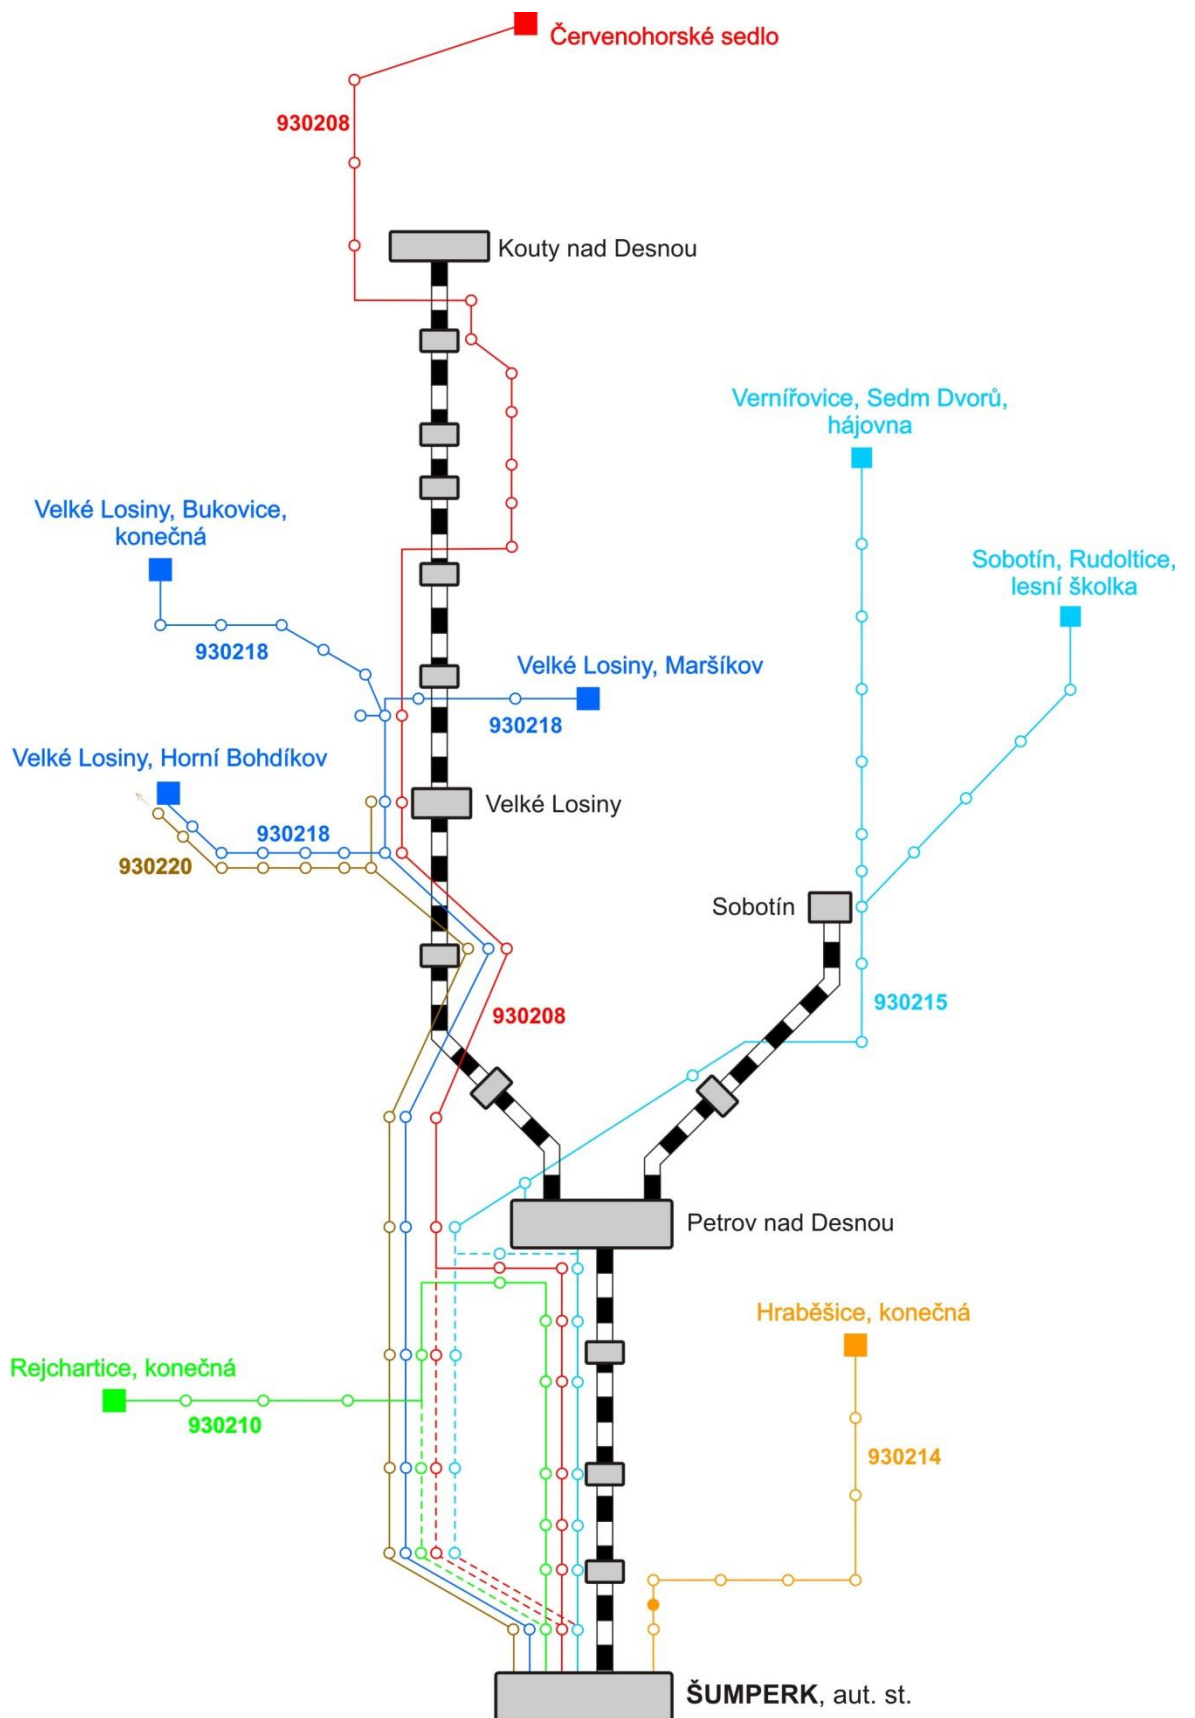 Červenohorské sedlo
930208
Kouty nad Desnou
Vernířovice, Sedm Dvorů,
hájovna
Velké Losiny, Bukovice,
konečná
Sobotín, Rudoltice,
lesní školka
930218
Velké Losiny, Maršíkov
930218
Velké Losiny, Horní Bohdíkov
Velké Losiny
930218
930220
Sobotín
930215
930208
Petrov nad Desnou
Hraběšice, konečná
Rejchartice, konečná
930210
930214
ŠUMPERK, aut. st.